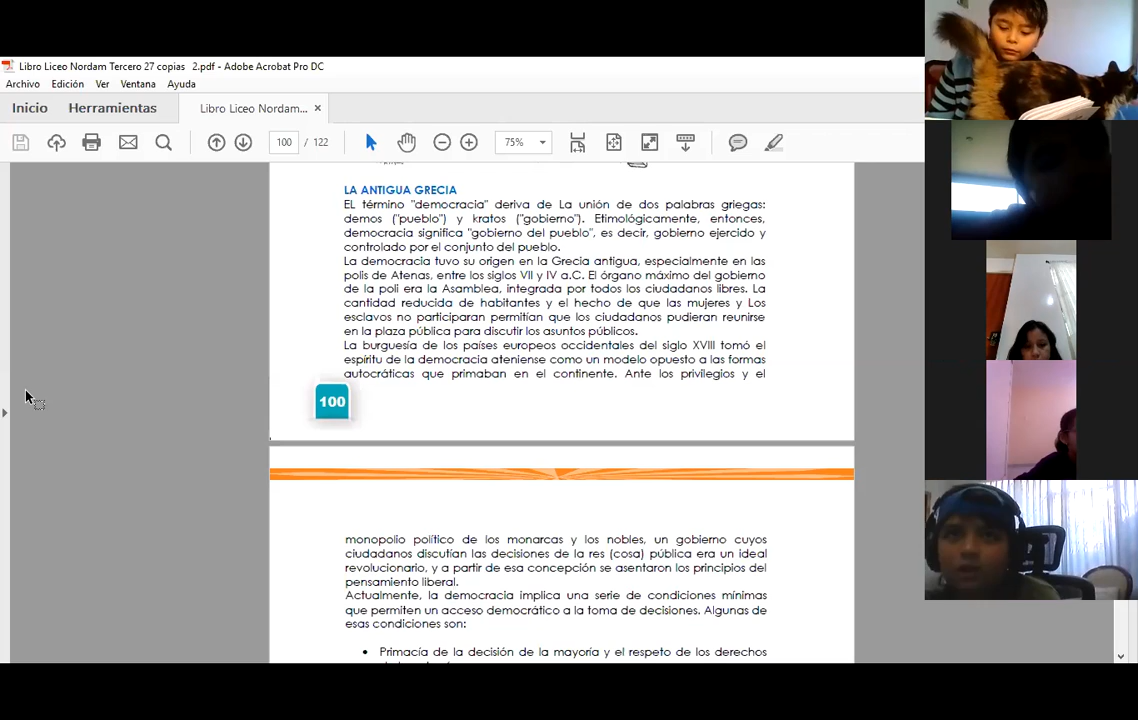 Libro Liceo Nordam Tercero 27 copias 2.pdf - Adobe Acrobat Pro DC
Archivo Edición Ver Ventana Ayuda
Inicio Herramientas Libro Liceo Nordam... ×
100 / 122 75%
LA ANTIGUA GRECIA
EL término "democracia" deriva de La unión de dos palabras griegas:
demos ("pueblo") y kratos ("gobierno"). Etimológicamente, entonces,
democracia significa "gobierno del pueblo", es decir, gobierno ejercido y
controlado por el conjunto del pueblo.
La democracia tuvo su origen en la Grecia antigua, especialmente en las
polis de Atenas, entre los siglos VII y IV a.C. El órgano máximo del gobierno
de la poli era la Asamblea, integrada por todos los ciudadanos libres. La
cantidad reducida de habitantes y el hecho de que las mujeres y Los
esclavos no participaran permitían que los ciudadanos pudieran reunirse
en la plaza pública para discutir los asuntos públicos.
La burguesía de los países europeos occidentales del siglo XVIII tomó el
espíritu de la democracia ateniense como un modelo opuesto a las formas
autocráticas que primaban en el continente. Ante los privilegios y el
100
monopolio político de los monarcas y los nobles, un gobierno cuyos
ciudadanos discutían las decisiones de la res (cosa) pública era un ideal
revolucionario, y a partir de esa concepción se asentaron los principios del
pensamiento liberal.
Actualmente, la democracia implica una serie de condiciones mínimas
que permiten un acceso democrático a la toma de decisiones. Algunas de
esas condiciones son:
• Primacía de la decisión de la mayoría y el respeto de los derechos